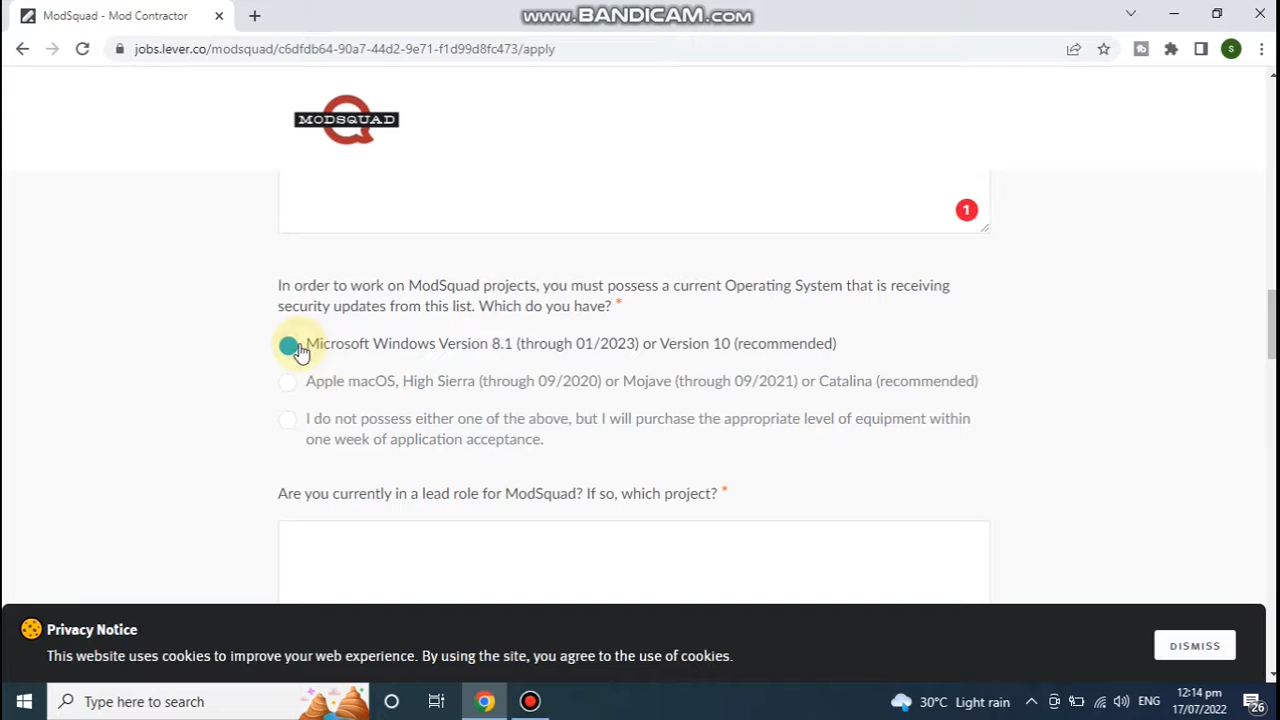 ModSquad - Mod Contractor
www.BANDICAM.com
jobs.lever.co/modsquad/c6dfdb64-90a7-44d2-9e71-f1d99d8fc473/apply
S
MODSQUAD
1
In order to work on ModSquad projects, you must possess a current Operating System that is receiving
security updates from this list. Which do you have? *
Microsoft Windows Version 8.1 (through 01/2023) or Version 10 (recommended)
Apple macOS, High Sierra (through 09/2020) or Mojave (through 09/2021) or Catalina (recommended)
I do not possess either one of the above, but I will purchase the appropriate level of equipment within
one week of application acceptance.
Are you currently in a lead role for ModSquad? If so, which project? *
Privacy Notice
This website uses cookies to improve your web experience. By using the site, you agree to the use of cookies.
DISMISS
Type here to search
30°C Light rain
ENG
12:14 pm
17/07/2022
26